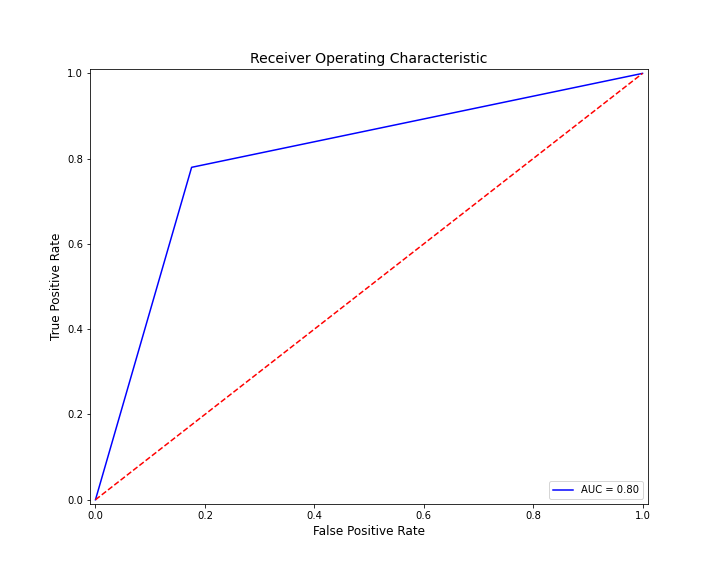 Receiver Operating Characteristic
True Positive Rate
1.0
0.8
0.6
0.4
0.2
0.0
0.0 0.2 0.4 0.6 0.8 1.0
False Positive Rate
AUC = 0.80